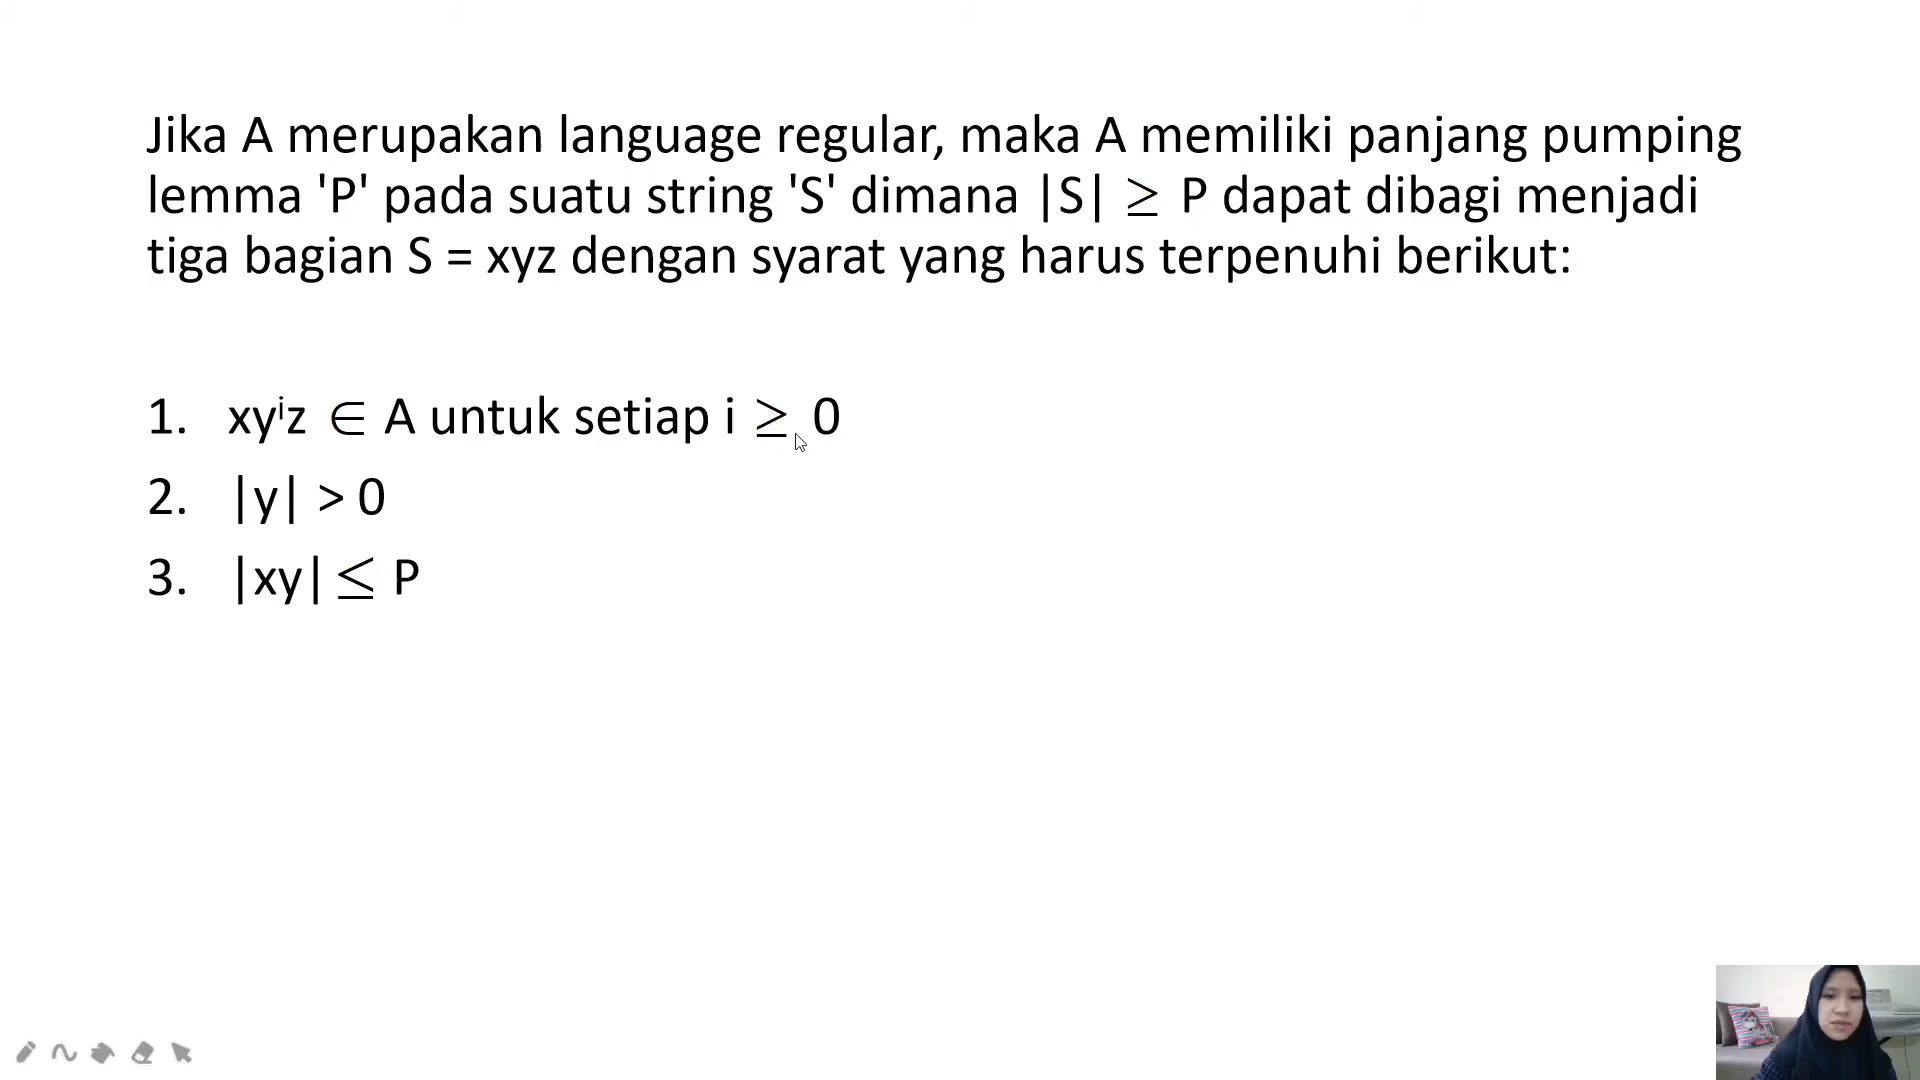 Jika A merupakan language regular, maka A memiliki panjang pumping
lemma 'P' pada suatu string 'S' dimana |S| ≥ P dapat dibagi menjadi
tiga bagian S = xyz dengan syarat yang harus terpenuhi berikut:
1. xyⁱz ∈ A untuk setiap i ≥ 0
2. |y| > 0
3. |xy| ≤ P